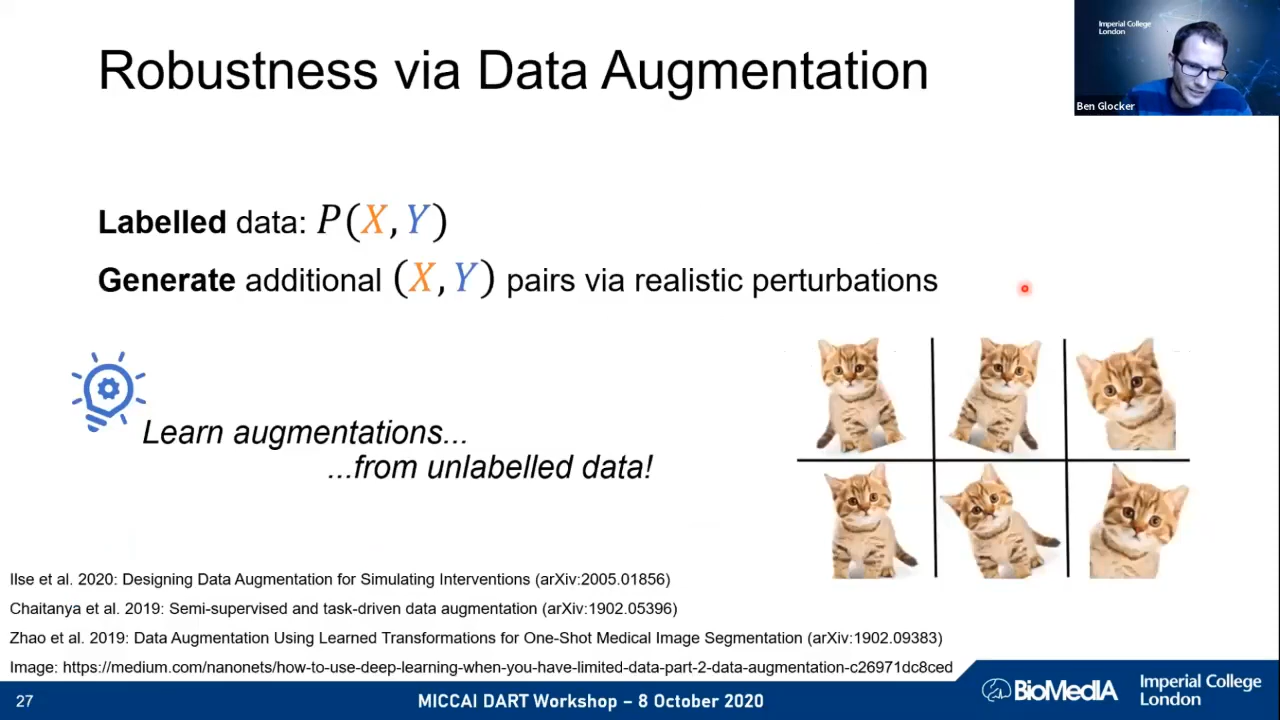 Robustness via Data Augmentation
Imperial College
London
Ben Glocker
Labelled data: P(X,Y)
Generate additional (X,Y) pairs via realistic perturbations
Learn augmentations...
...from unlabelled data!
Ilse et al. 2020: Designing Data Augmentation for Simulating Interventions (arXiv:2005.01856)
Chaitanya et al. 2019: Semi-supervised and task-driven data augmentation (arXiv:1902.05396)
Zhao et al. 2019: Data Augmentation Using Learned Transformations for One-Shot Medical Image Segmentation (arXiv:1902.09383)
Image: https://medium.com/nanonets/how-to-use-deep-learning-when-you-have-limited-data-part-2-data-augmentation-c26971dc8ced
27
MICCAI DART Workshop – 8 October 2020
BioMedIA
Imperial College
London